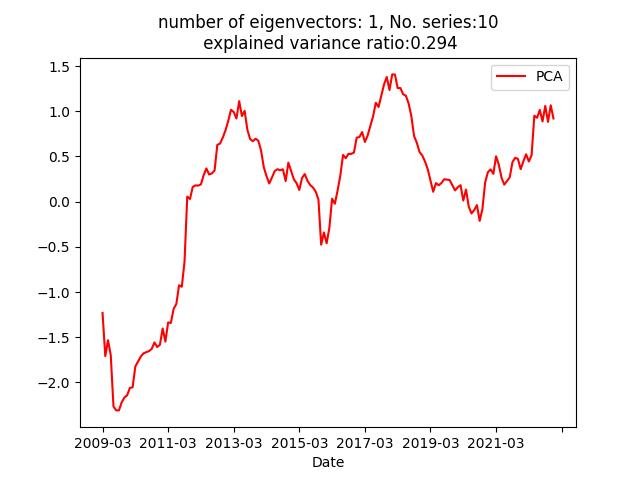 number of eigenvectors: 1, No. series:10
explained variance ratio:0.294
PCA
1.5
1.0
0.5
0.0
−0.5
−1.0
−1.5
−2.0
2009-03 2011-03 2013-03 2015-03 2017-03 2019-03 2021-03
Date